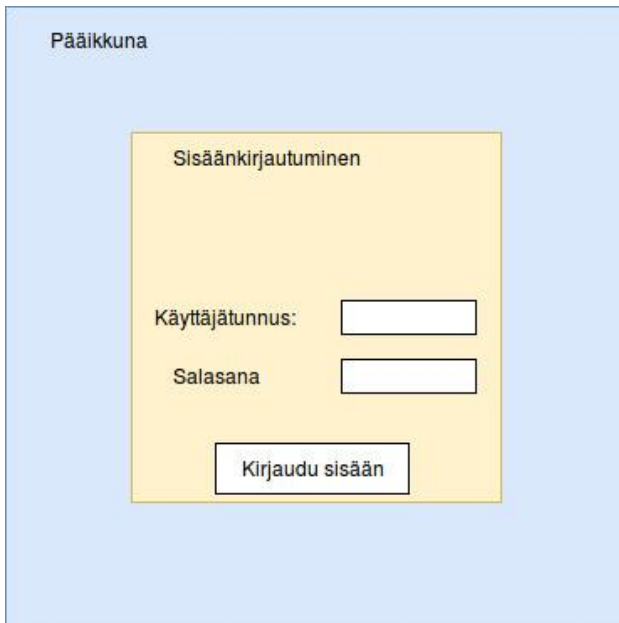 Pääikkuna
Sisäänkirjautuminen
Käyttäjätunnus:
Salasana
Kirjaudu sisään